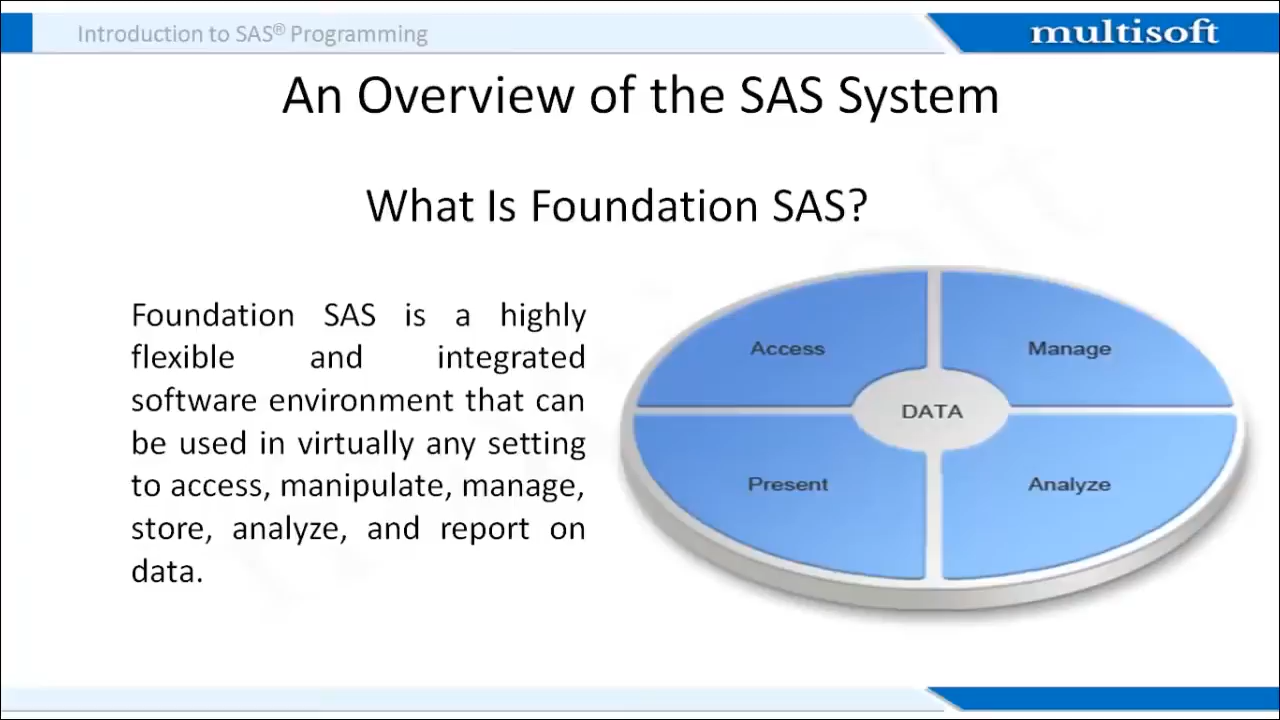 Introduction to SAS® Programming
multisoft
An Overview of the SAS System
What Is Foundation SAS?
Foundation SAS is a highly
flexible and integrated
software environment that can
be used in virtually any setting
to access, manipulate, manage,
store, analyze, and report on
data.
Access
Manage
DATA
Present
Analyze